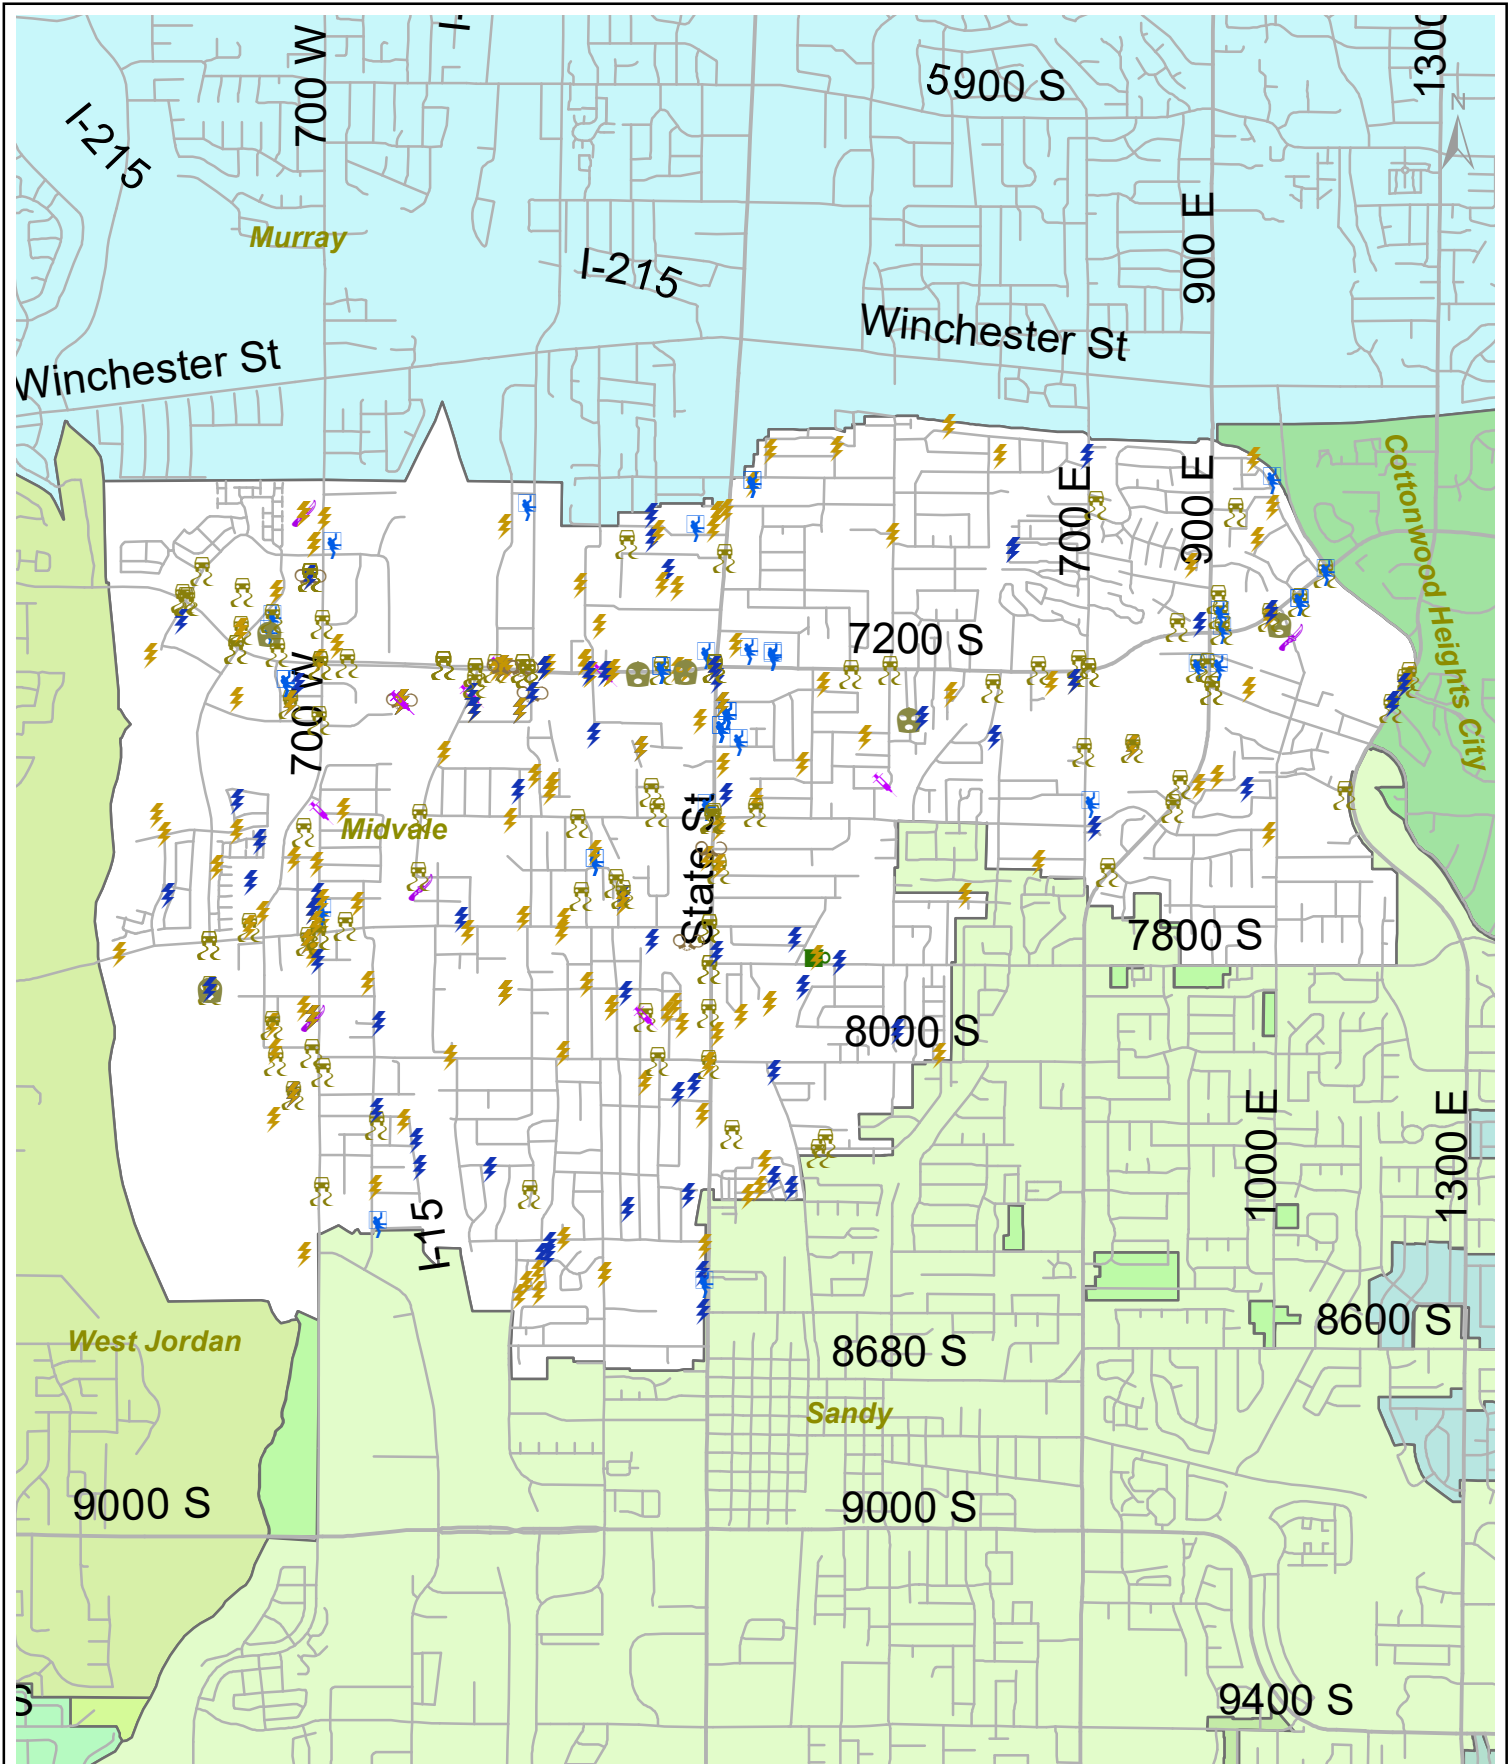 700 W
I-
5900 S
1300
N
I-215
Murray
900 E
I-215
Winchester St
Winchester St
Cottonwood Heights City
700 E
900 E
7200 S
700 W
Midvale
State St
7800 S
8000 S
1000 E
1300 E
I-15
8600 S
West Jordan
8680 S
Sandy
9000 S
9000 S
S
9400 S